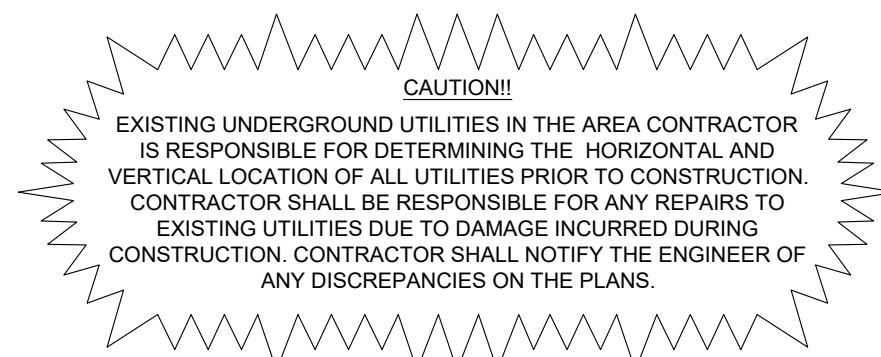 CAUTION!!
EXISTING UNDERGROUND UTILITIES IN THE AREA CONTRACTOR
IS RESPONSIBLE FOR DETERMINING THE HORIZONTAL AND
VERTICAL LOCATION OF ALL UTILITIES PRIOR TO CONSTRUCTION.
CONTRACTOR SHALL BE RESPONSIBLE FOR ANY REPAIRS TO
EXISTING UTILITIES DUE TO DAMAGE INCURRED DURING
CONSTRUCTION. CONTRACTOR SHALL NOTIFY THE ENGINEER OF
ANY DISCREPANCIES ON THE PLANS.